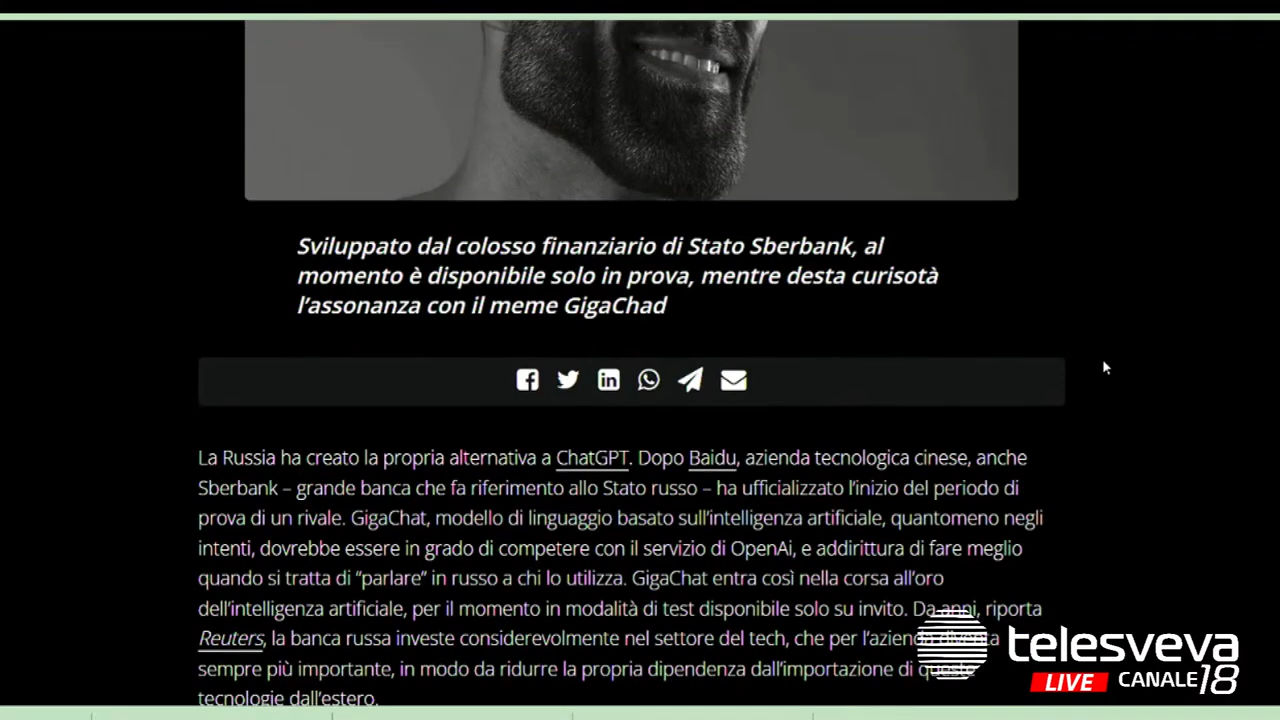 Sviluppato dal colosso finanziario di Stato Sberbank, al
momento è disponibile solo in prova, mentre desta curisotà
l'assonanza con il meme GigaChad
La Russia ha creato la propria alternativa a ChatGPT. Dopo Baidu, azienda tecnologica cinese, anche
Sberbank – grande banca che fa riferimento allo Stato russo – ha ufficializzato l'inizio del periodo di
prova di un rivale. GigaChat, modello di linguaggio basato sull'intelligenza artificiale, quantomeno negli
intenti, dovrebbe essere in grado di competere con il servizio di OpenAi, e addirittura di fare meglio
quando si tratta di "parlare" in russo a chi lo utilizza. GigaChat entra così nella corsa all'oro
dell'intelligenza artificiale, per il momento in modalità di test disponibile solo su invito. Da anni, riporta
Reuters, la banca russa investe considerevolmente nel settore del tech, che per l'azienda diventa
sempre più importante, in modo da ridurre la propria dipendenza dall'importazione di queste
tecnologie dall'estero.
telesveva
LIVE CANALE 18